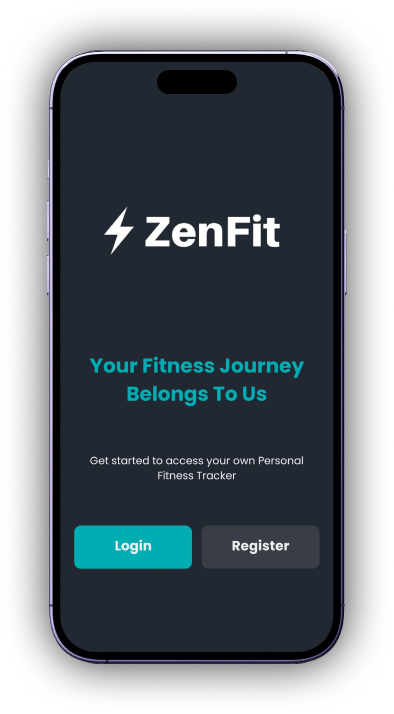 ZenFit
Your Fitness Journey
Belongs To Us
Get started to access your own Personal
Fitness Tracker
Login
Register